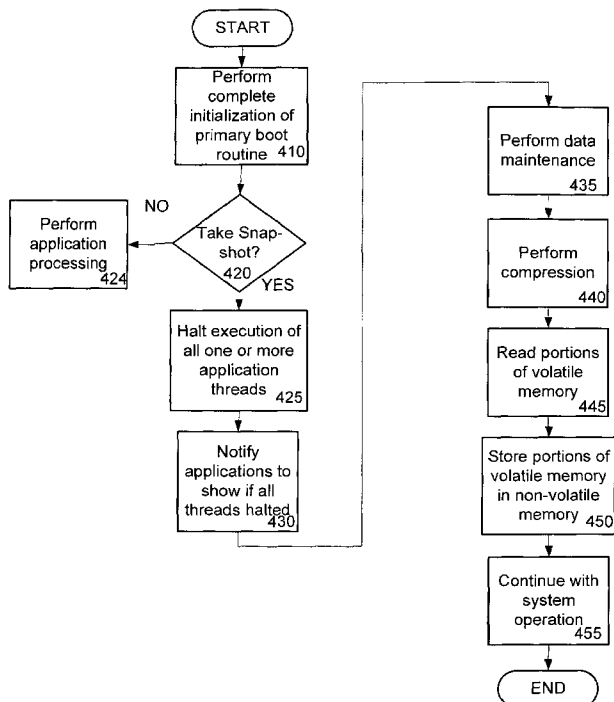 START
Perform
complete
initialization of
primary boot
routine 410
NO
Take Snap-
shot?
420
YES
Perform
application
processing
424
Halt execution of
all one or more
application
threads 425
Notify
applications to
show if all
threads halted
430
Perform data
maintenance
435
Perform
compression
440
Read portions
of volatile
memory 445
Store portions of
volatile memory
in non-volatile
memory 450
Continue with
system
operation
455
END